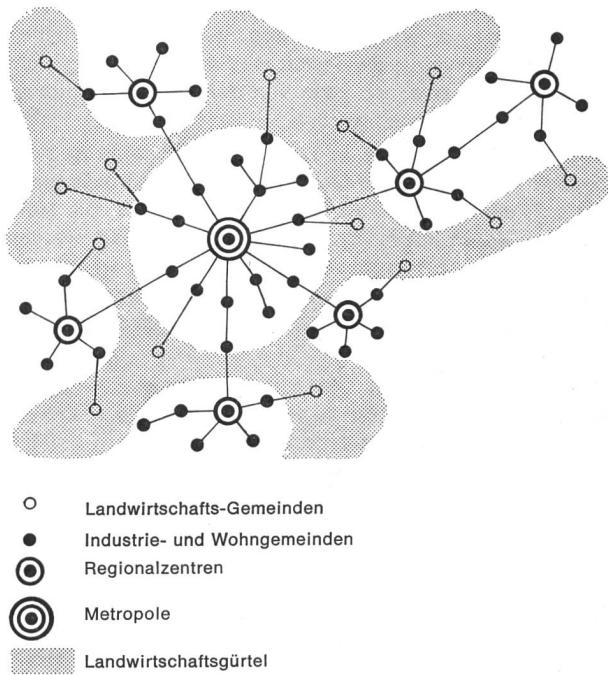 Landwirtschafts-Gemeinden
Industrie- und Wohngemeinden
Regionalzentren
Metropole
Landwirtschaftsgürtel